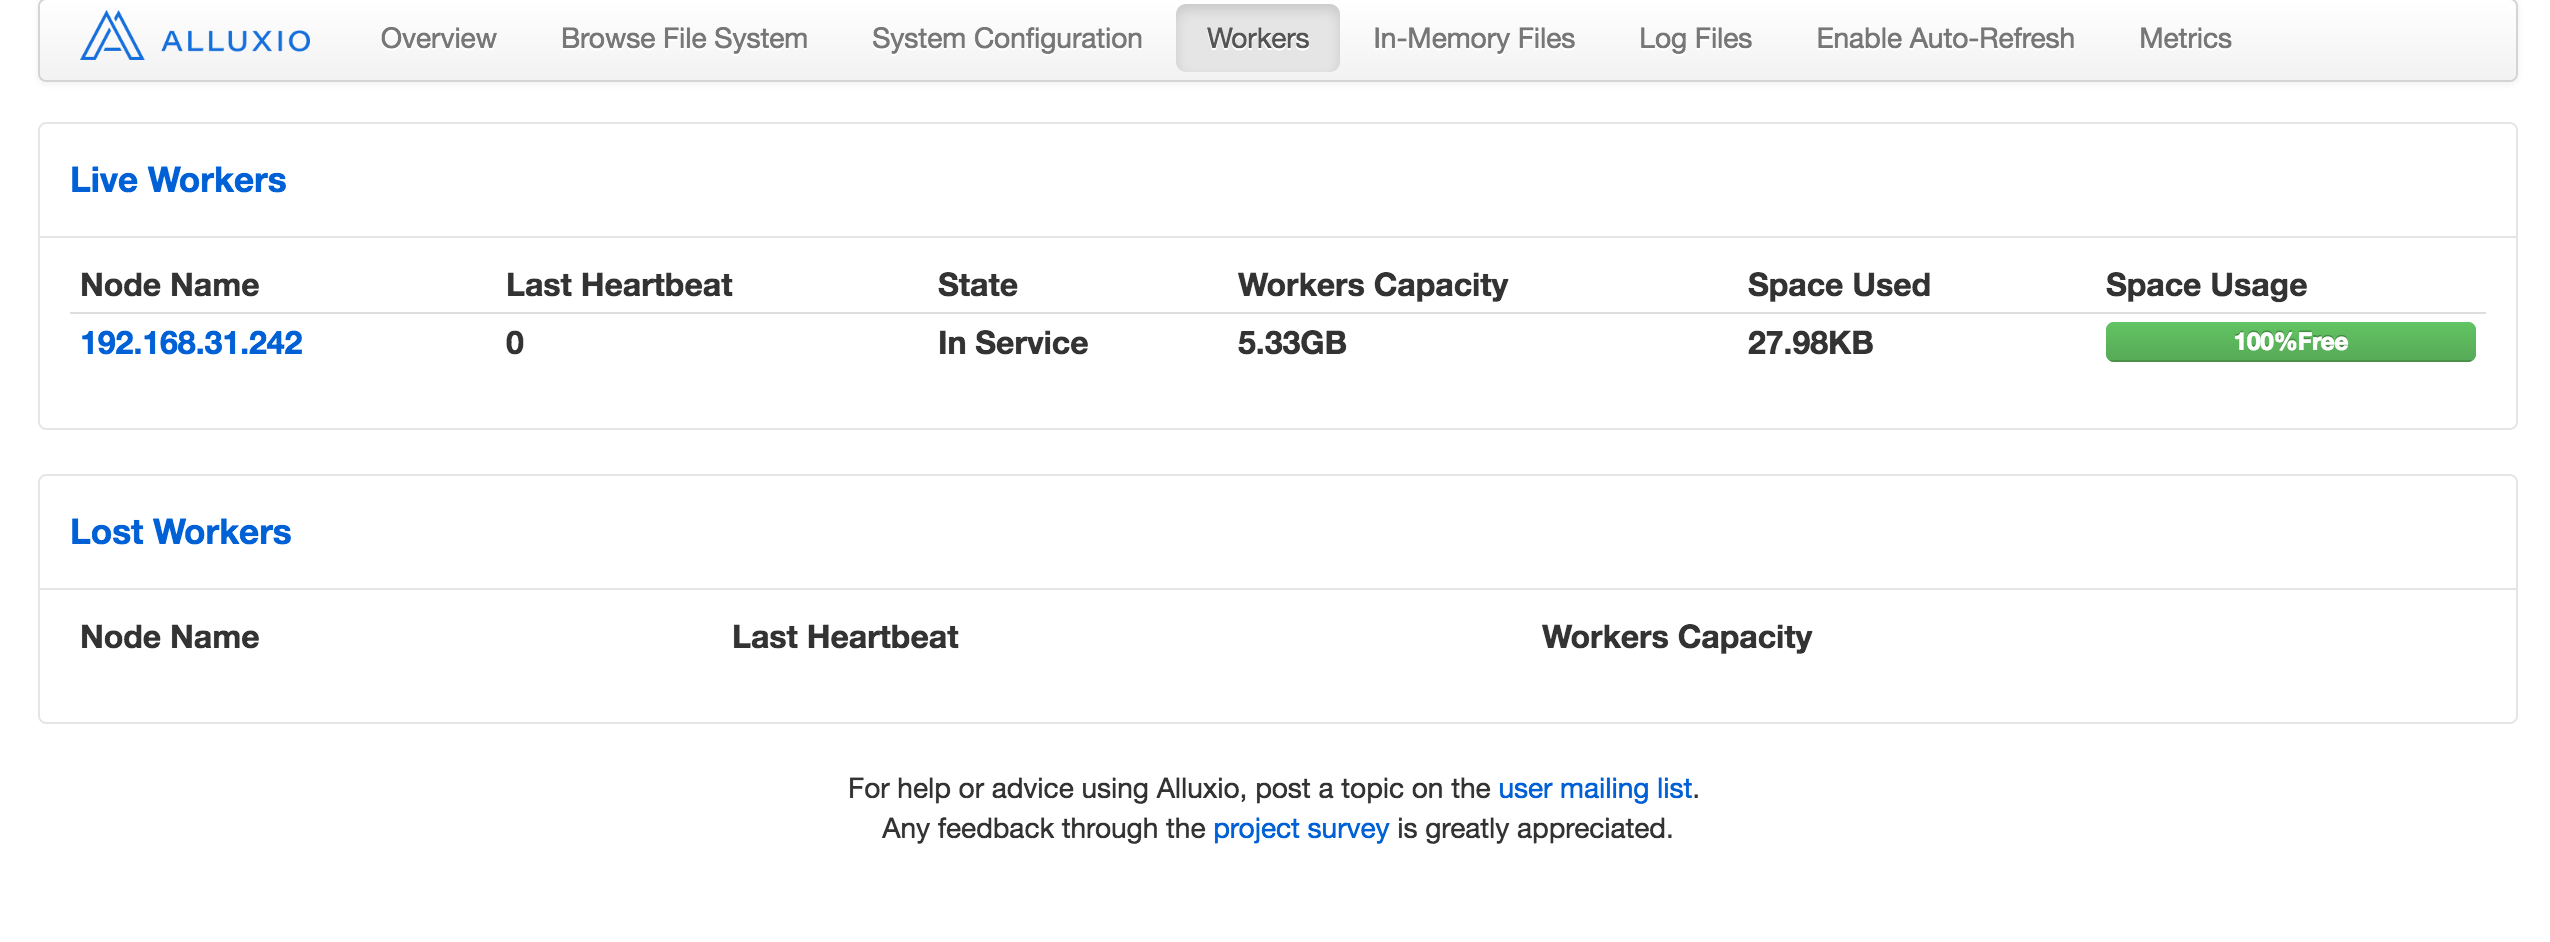 ALLUXIO Overview Browse File System System Configuration Workers In-Memory Files Log Files Enable Auto-Refresh Metrics
Live Workers
Node Name Last Heartbeat State Workers Capacity Space Used Space Usage
192.168.31.242 0 In Service 5.33GB 27.98KB 100%Free
Lost Workers
Node Name Last Heartbeat Workers Capacity
For help or advice using Alluxio, post a topic on the user mailing list.
Any feedback through the project survey is greatly appreciated.